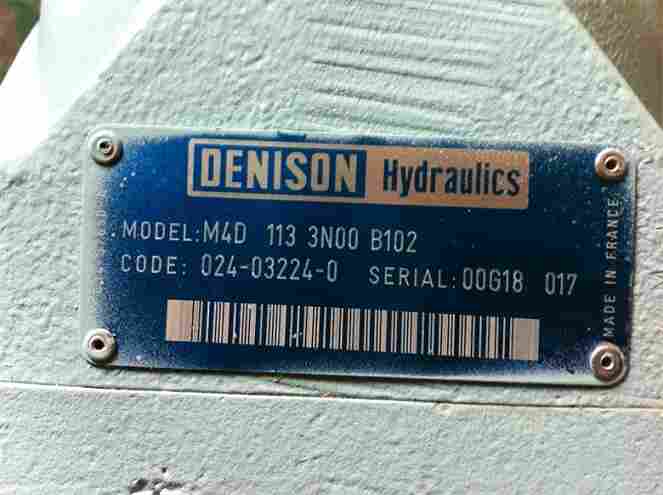 DENISON Hydraulics
MODEL: M4D 113 3N00 B102
CODE: 024-03224-0 SERIAL: 00G18 017
MADE IN FRANCE